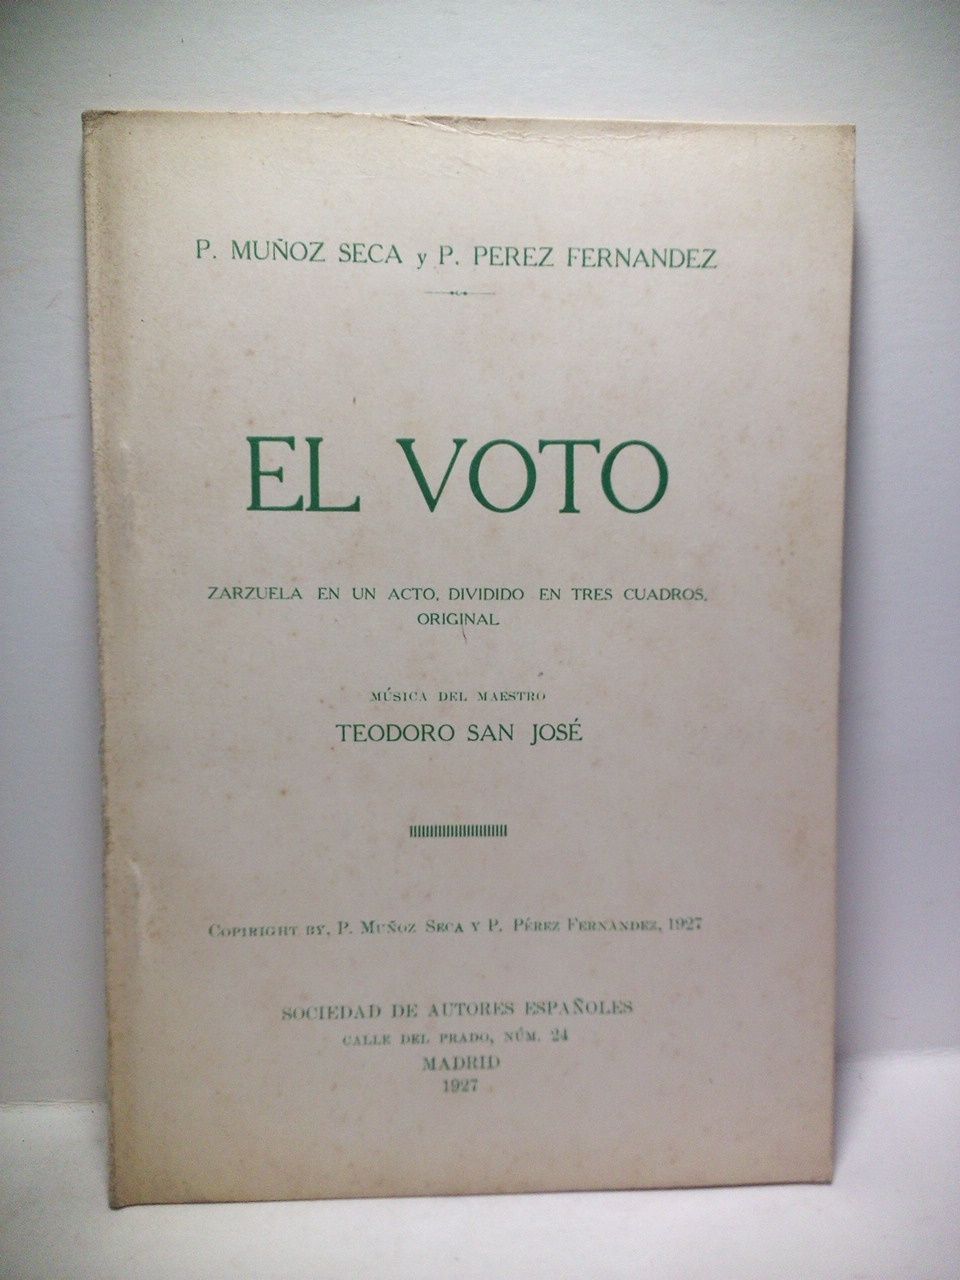 P. MUÑOZ SECA y P. PEREZ FERNANDEZ
EL VOTO
ZARZUELA EN UN ACTO, DIVIDIDO EN TRES CUADROS,
ORIGINAL
MÚSICA DEL MAESTRO
TEODORO SAN JOSÉ
COPIRIGHT BY, P. MUÑOZ SECA Y P. PÉREZ FERNANDEZ, 1927
SOCIEDAD DE AUTORES ESPAÑOLES
CALLE DEL PRADO, NÚM. 24
MADRID
1927